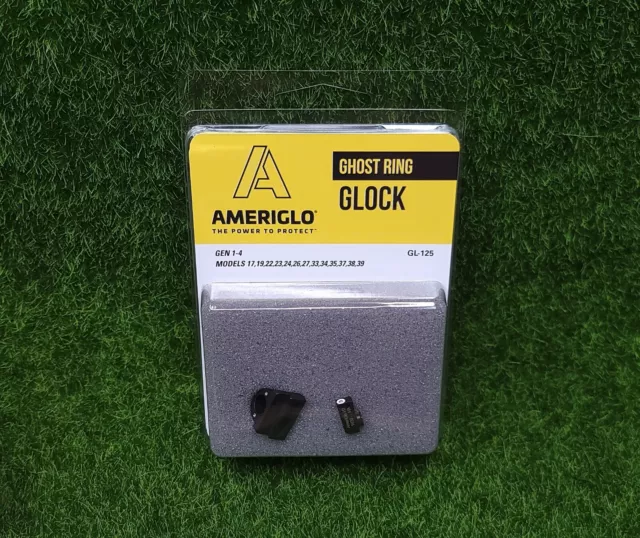 GHOST RING
GLOCK
AMERIGLO®
THE POWER TO PROTECT™
GEN 1-4
GL-125
MODELS 17,19,22,23,24,26,27,33,34,35,37,38,39